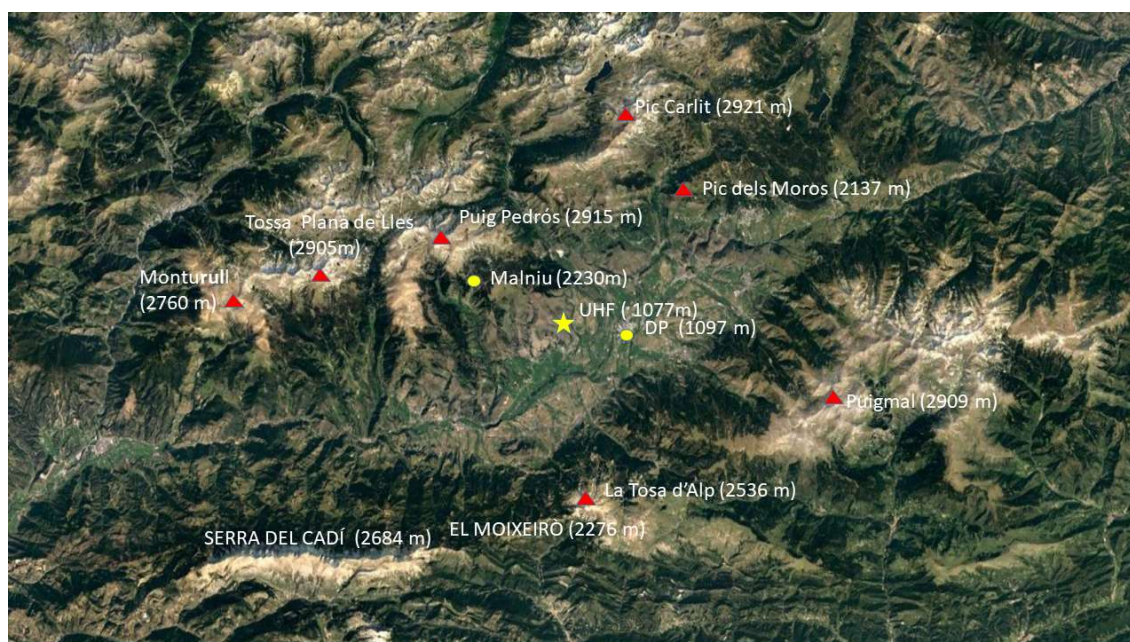 Pic Carlit (2921 m)
Pic dels Moros (2137 m)
Puig Pedrós (2915 m)
Tossa Plana de Lles
(2905m)
Monturull
(2760 m)
Malniu (2230m)
UHF (1077m)
DP (1097 m)
Puigmal (2909 m)
La Tosa d'Alp (2536 m)
EL MOIXEIRÓ (2276 m)
SERRA DEL CADÍ (2684 m)